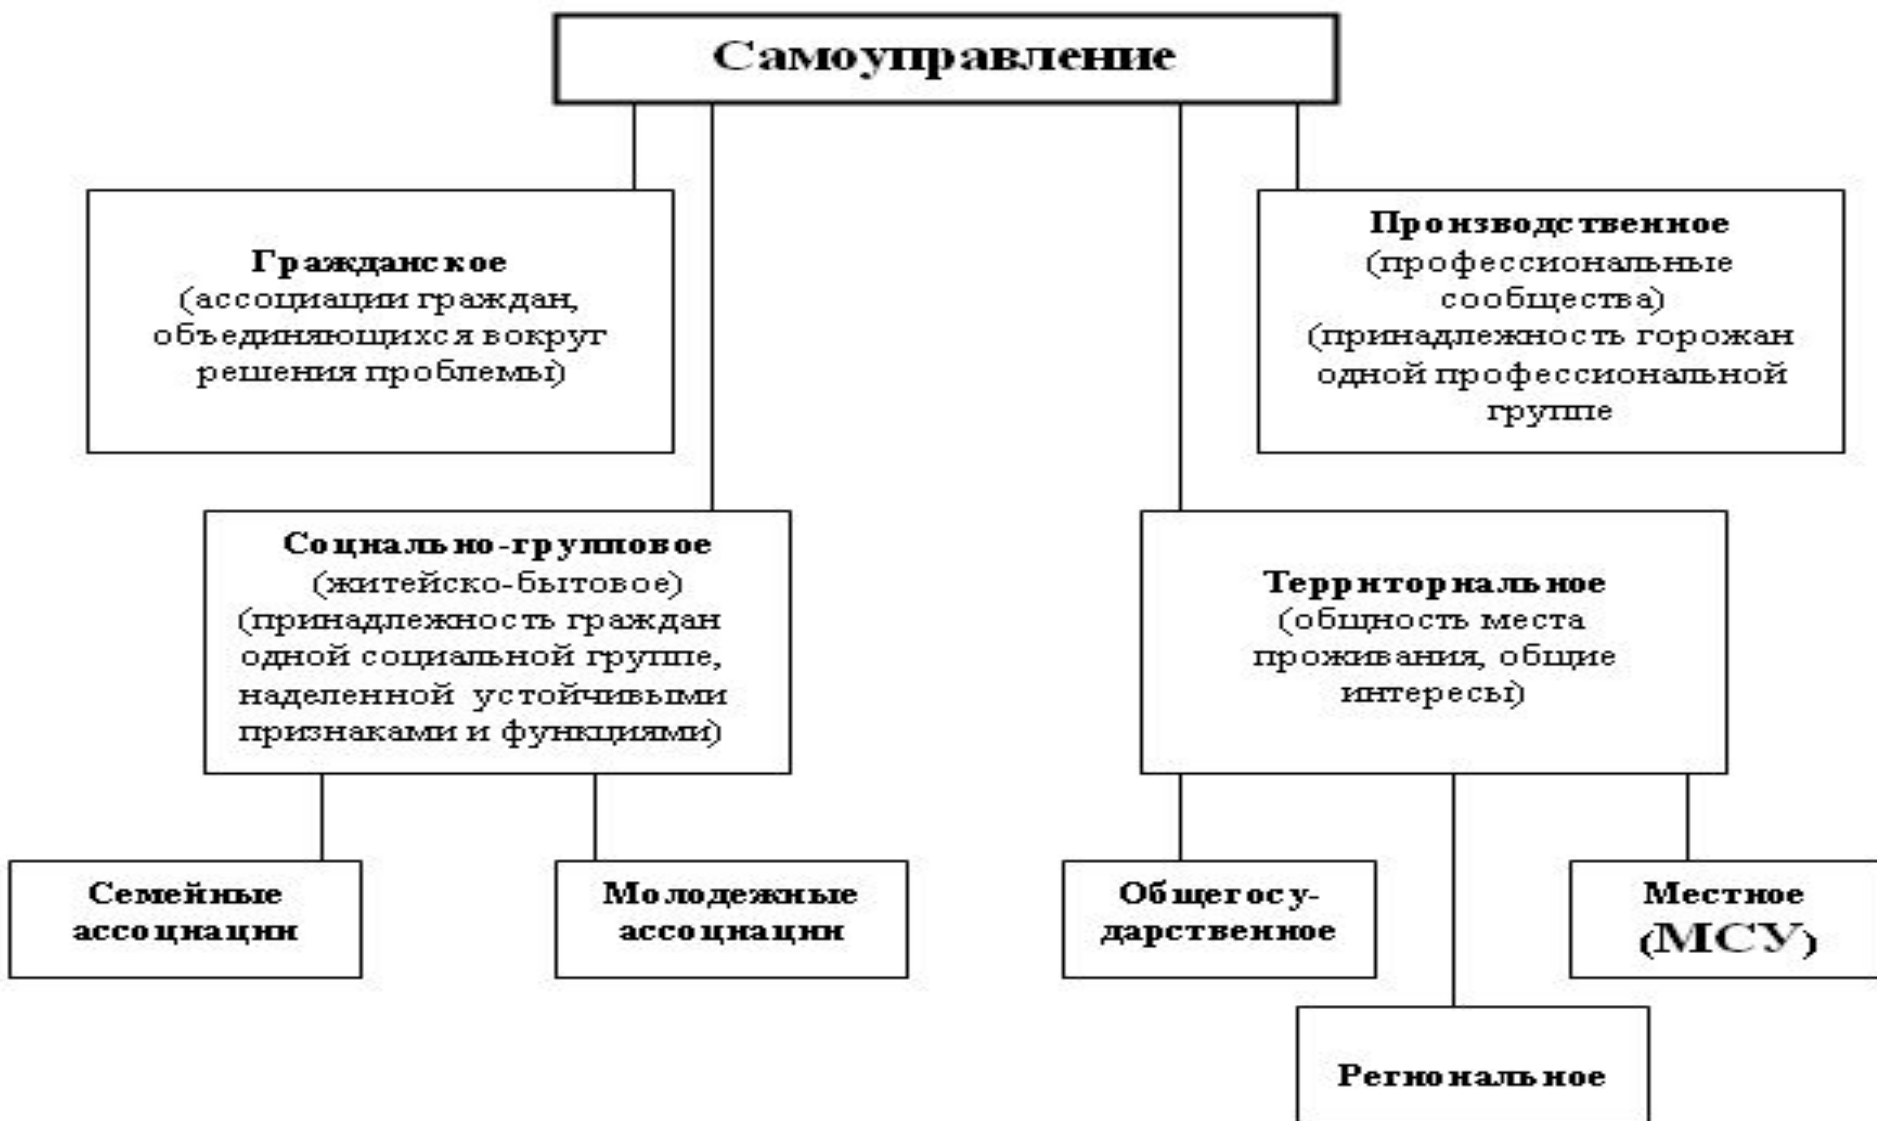 Самоуправление
Гражданское
(ассоциации граждан,
объединяющихся вокруг
решения проблемы)
Производственное
(профессиональные
сообщества)
(принадлежность горожан
одной профессиональной
группе
Социально-групповое
(житейско-бытовое)
(принадлежность граждан
одной социальной группе,
наделенной устойчивыми
признаками и функциями)
Территориальное
(общность места
проживания, общие
интересы)
Семейные
ассоциации
Молодежные
ассоциации
Общегосу-
дарственное
Местное
(МСУ)
Региональное